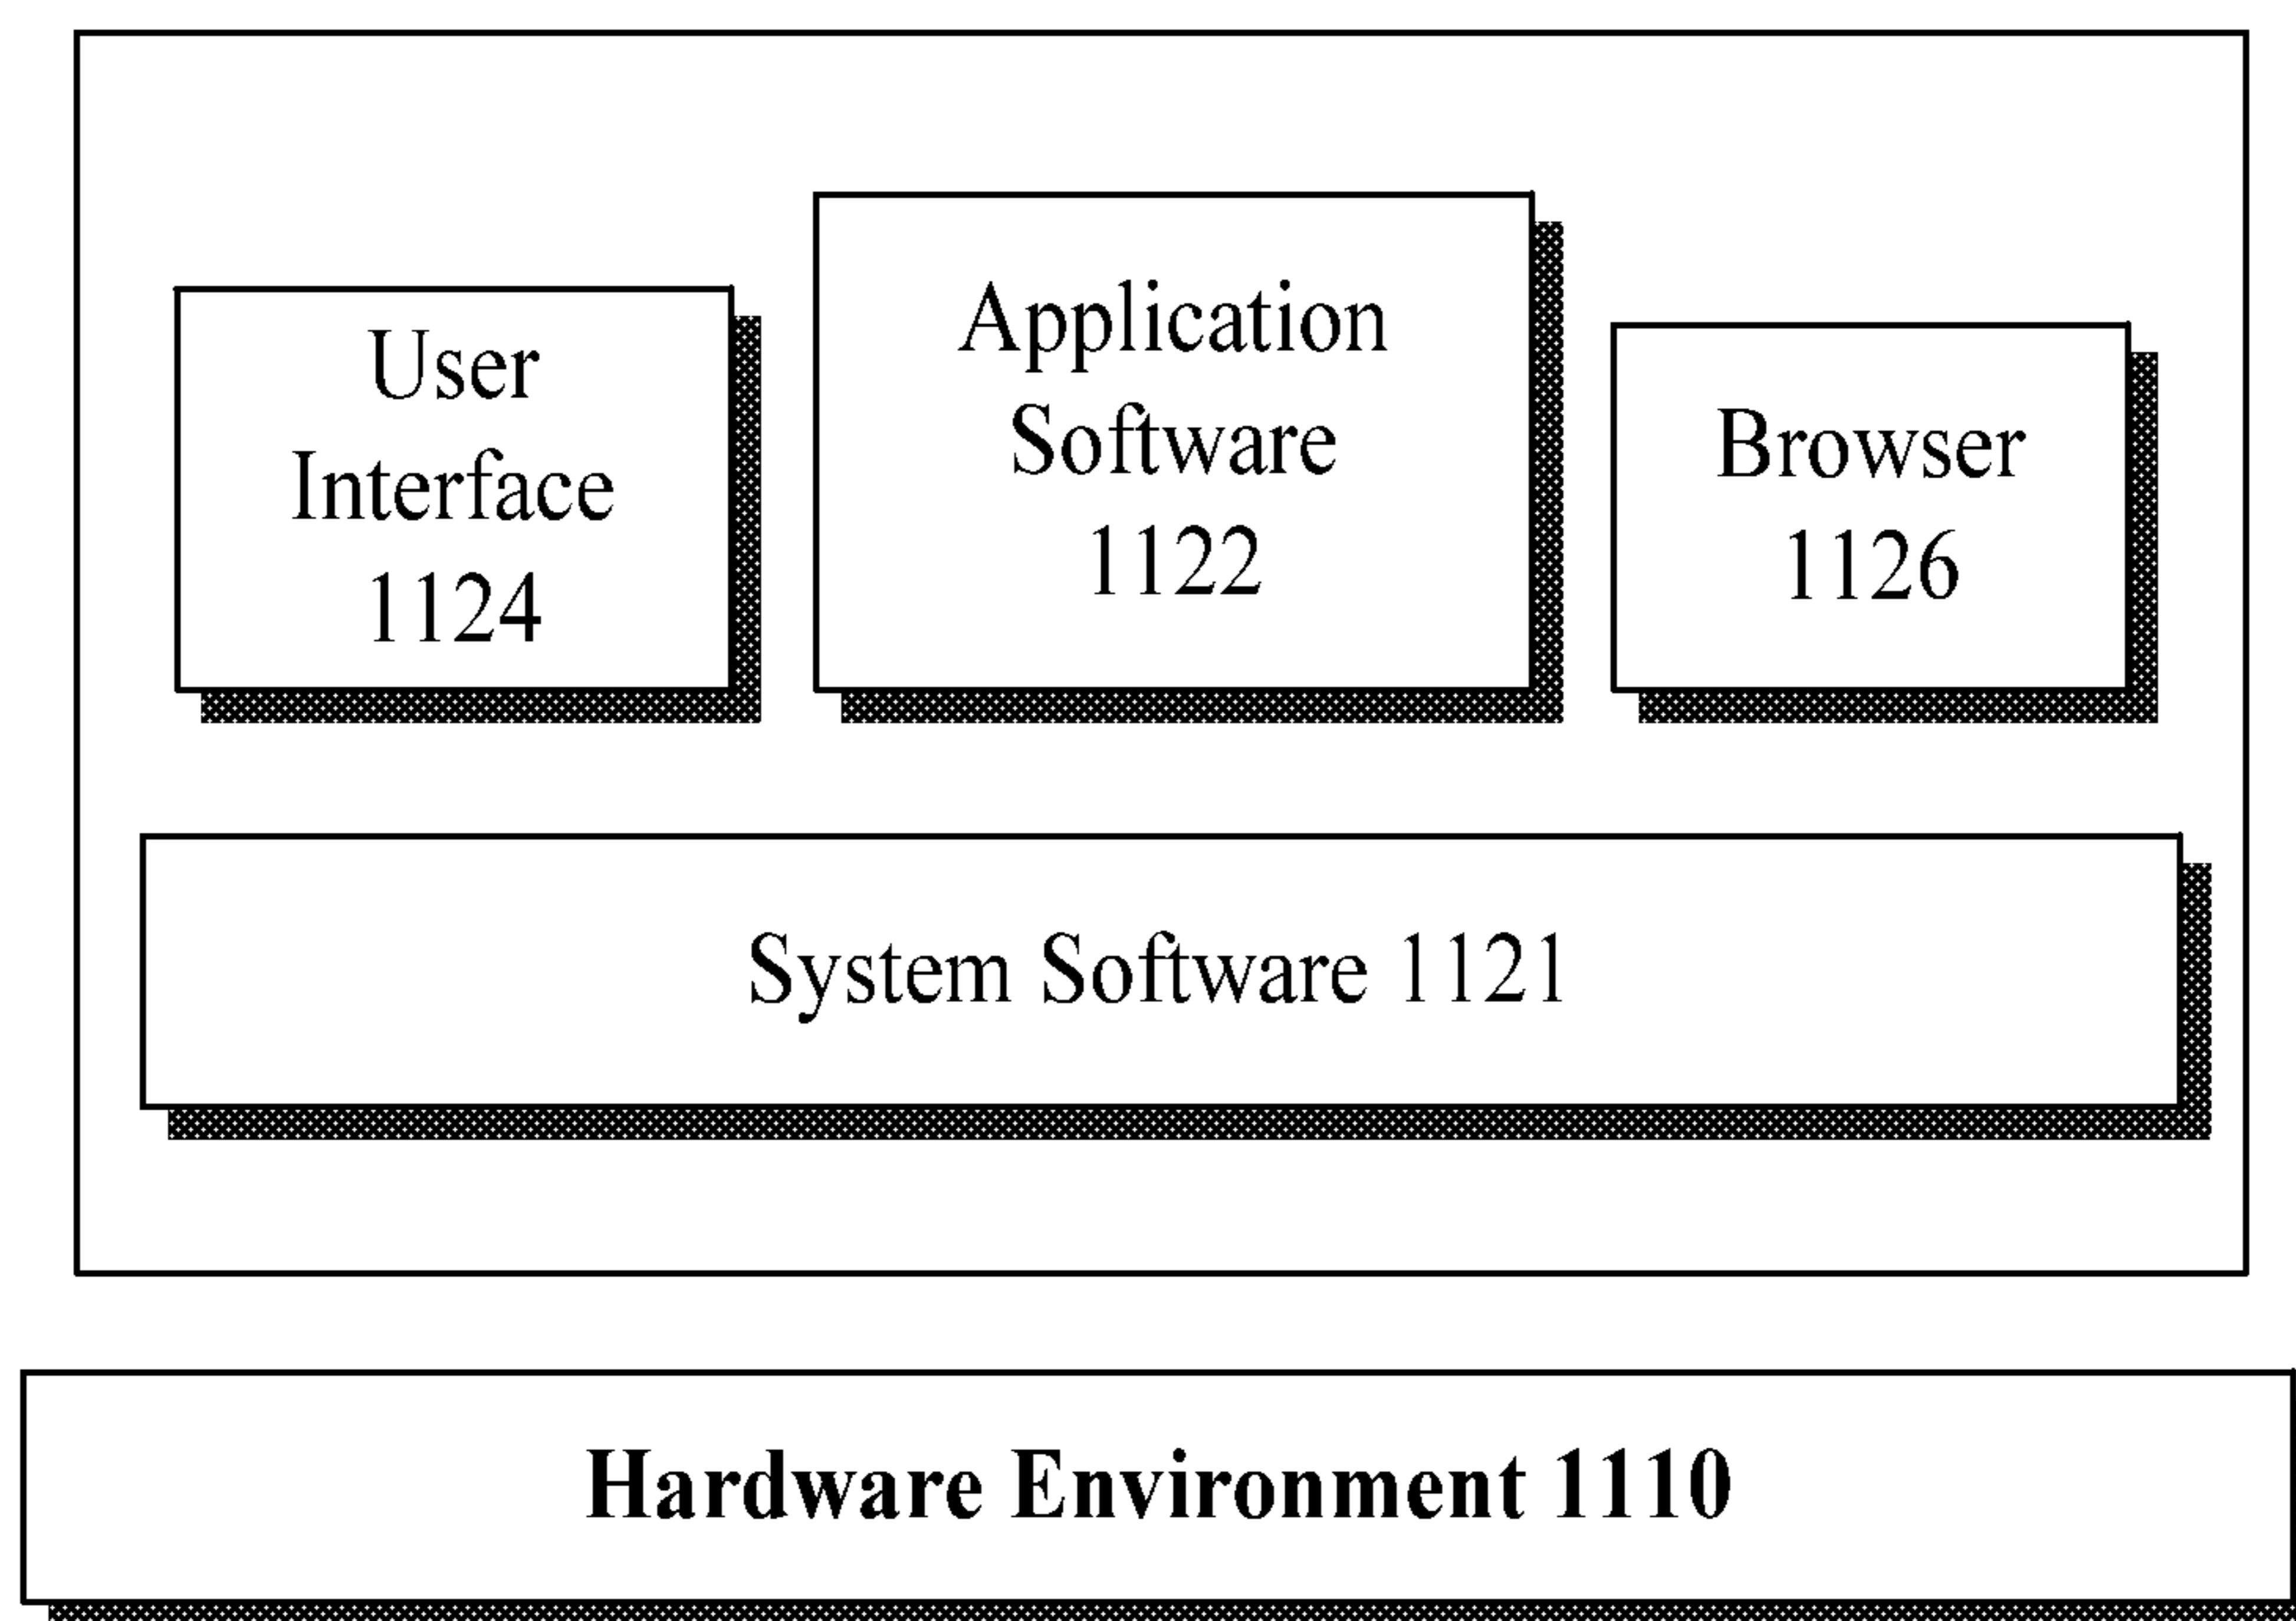 User
Interface
1124
Application
Software
1122
Browser
1126
System Software 1121
Hardware Environment 1110